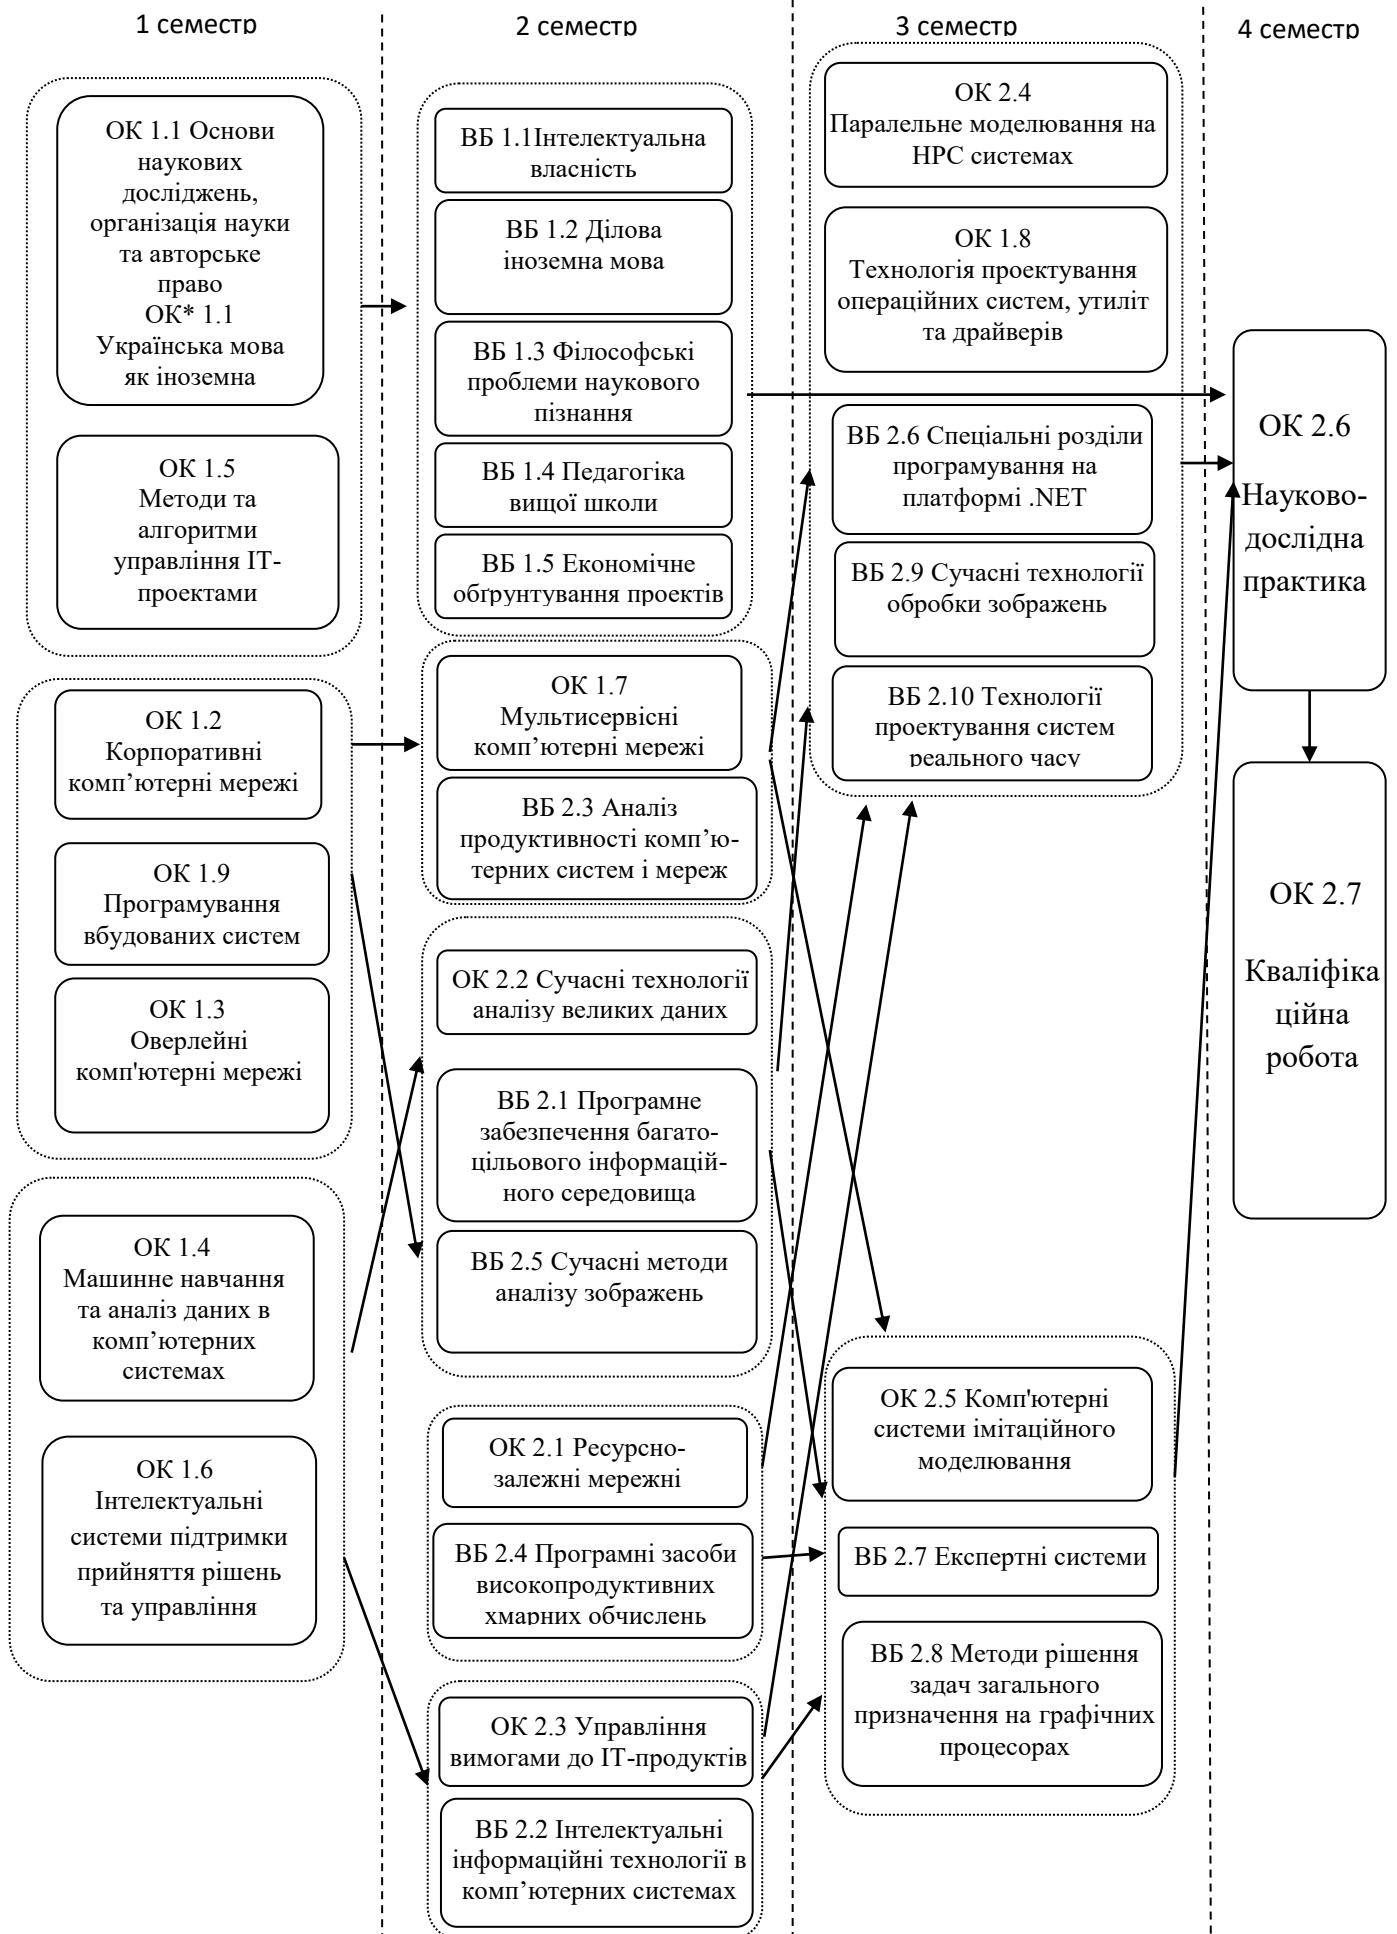 1 семестр
2 семестр
3 семестр
4 семестр
ОК 1.1 Основи
наукових
досліджень,
організація науки
та авторське
право
ОК* 1.1
Українська мова
як іноземна
ОК 1.5
Методи та
алгоритми
управління ІТ-
проектами
ОК 1.2
Корпоративні
комп’ютерні мережі
ОК 1.9
Програмування
вбудованих систем
ОК 1.3
Оверлейні
комп'ютерні мережі
ОК 1.4
Машинне навчання
та аналіз даних в
комп’ютерних
системах
ОК 1.6
Інтелектуальні
системи підтримки
прийняття рішень
та управління
ВБ 1.1Інтелектуальна
власність
ВБ 1.2 Ділова
іноземна мова
ВБ 1.3 Філософські
проблеми наукового
пізнання
ВБ 1.4 Педагогіка
вищої школи
ВБ 1.5 Економічне
обґрунтування проектів
ОК 1.7
Мультисервісні
комп’ютерні мережі
ВБ 2.3 Аналіз
продуктивності комп’ю-
терних систем і мереж
ОК 2.2 Сучасні технології
аналізу великих даних
ВБ 2.1 Програмне
забезпечення багато-
цільового інформацій-
ного середовища
ВБ 2.5 Сучасні методи
аналізу зображень
ОК 2.1 Ресурсно-
залежні мережні
ВБ 2.4 Програмні засоби
високопродуктивних
хмарних обчислень
ОК 2.3 Управління
вимогами до ІТ-продуктів
ВБ 2.2 Інтелектуальні
інформаційні технології в
комп’ютерних системах
ОК 2.4
Паралельне моделювання на
НРС системах
ОК 1.8
Технологія проектування
операційних систем, утиліт
та драйверів
ВБ 2.6 Спеціальні розділи
програмування на
платформі .NET
ВБ 2.9 Сучасні технології
обробки зображень
ВБ 2.10 Технології
проектування систем
реального часу
ОК 2.5 Комп'ютерні
системи імітаційного
моделювання
ВБ 2.7 Експертні системи
ВБ 2.8 Методи рішення
задач загального
призначення на графічних
процесорах
ОК 2.6
Науково-
дослідна
практика
ОК 2.7
Кваліфіка
ційна
робота